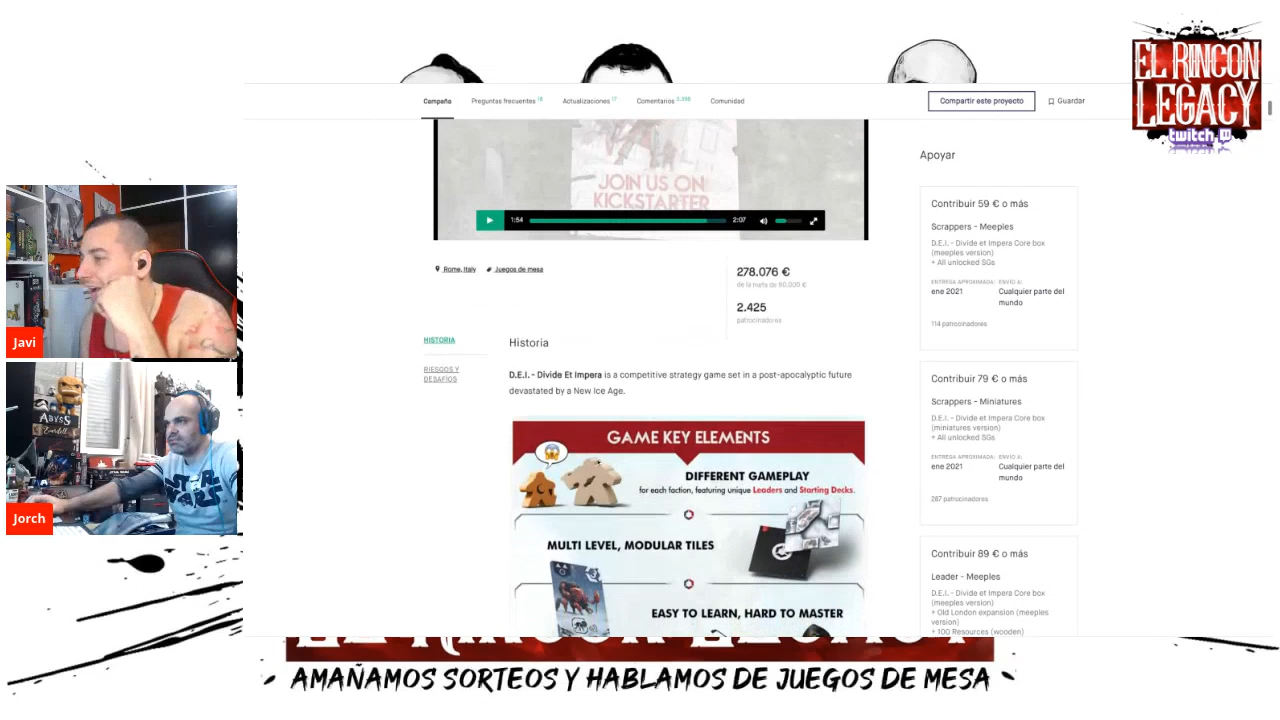 EL RINCON
LEGACY
twitch
Campaña
Preguntas frecuentes 18
Actualizaciones 17
Comentarios 3.398
Comunidad
Compartir este proyecto
Guardar
JOIN US ON
KICKSTARTER
1:54
2:07
Rome, Italy
Juegos de mesa
278.076 €
de la meta de 80.000 €
2.425
patrocinadores
HISTORIA
RIESGOS Y
DESAFÍOS
Historia
D.E.I. - Divide Et Impera is a competitive strategy game set in a post-apocalyptic future
devastated by a New Ice Age.
GAME KEY ELEMENTS
DIFFERENT GAMEPLAY
for each faction, featuring unique Leaders and Starting Decks.
MULTI LEVEL, MODULAR TILES
EASY TO LEARN, HARD TO MASTER
Apoyar
Contribuir 59 € o más
Scrappers - Meeples
D.E.I. - Divide et Impera Core box
(meeples version)
+ All unlocked SGs
ENTREGA APROXIMADA: ENVÍO A:
ene 2021 Cualquier parte del
mundo
114 patrocinadores
Contribuir 79 € o más
Scrappers - Miniatures
D.E.I. - Divide et Impera Core box
(miniatures version)
+ All unlocked SGs
ENTREGA APROXIMADA: ENVÍO A:
ene 2021 Cualquier parte del
mundo
287 patrocinadores
Contribuir 89 € o más
Leader - Meeples
D.E.I. - Divide et Impera Core box
(meeples version)
+ Old London expansion (meeples
version)
+ 100 Resources (wooden)
Javi
ABYSS
STAR WARS
Jorch
AMAÑAMOS SORTEOS Y HABLAMOS DE JUEGOS DE MESA